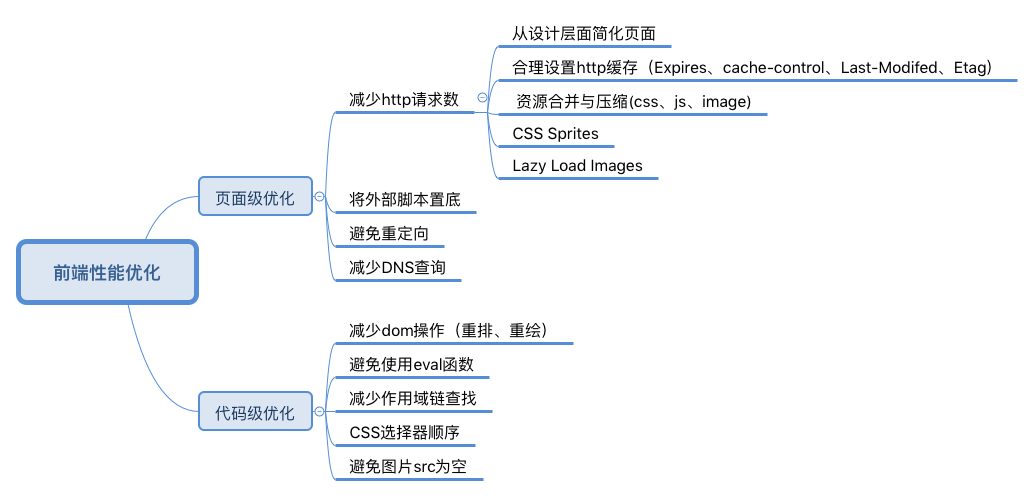 前端性能优化
页面级优化
减少http请求数
从设计层面简化页面
合理设置http缓存（Expires、cache-control、Last-Modifed、Etag）
资源合并与压缩(css、js、image)
CSS Sprites
Lazy Load Images
将外部脚本置底
避免重定向
减少DNS查询
代码级优化
减少dom操作（重排、重绘）
避免使用eval函数
减少作用域链查找
CSS选择器顺序
避免图片src为空